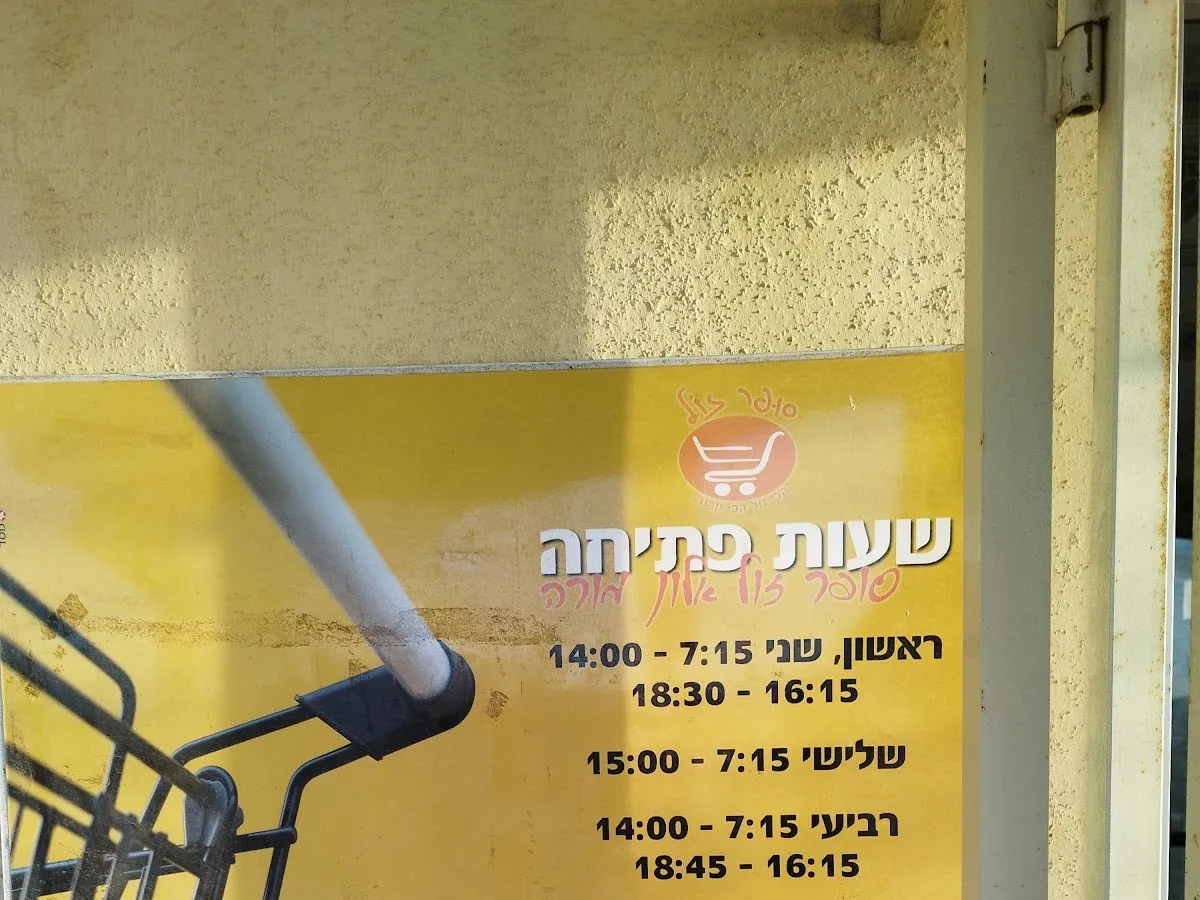 סופר זול
שעות פתיחה
סופר זול אלון מורה
ראשון, שני 7:15 - 14:00
16:15 - 18:30
שלישי 7:15 - 15:00
רביעי 7:15 - 14:00
16:15 - 18:45